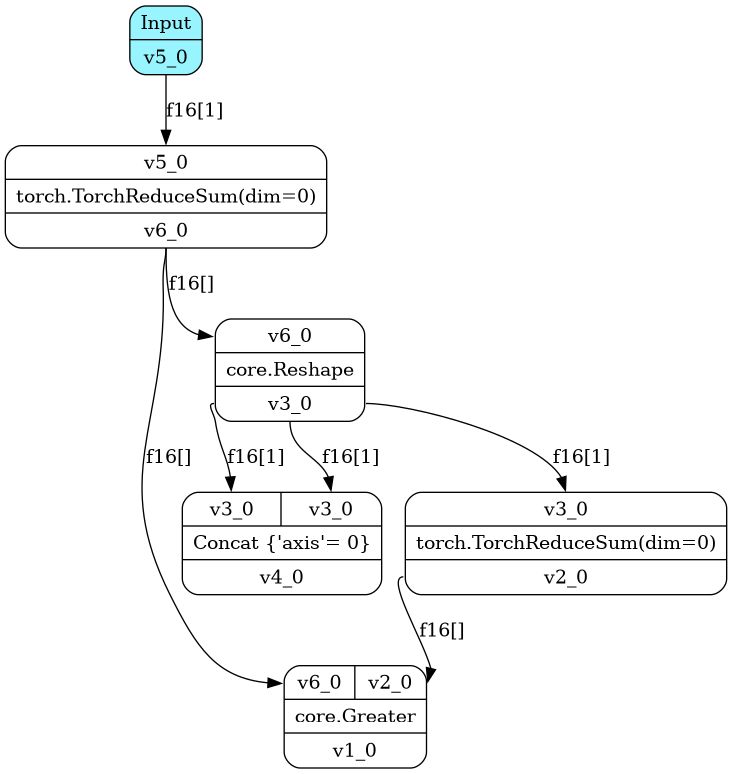 Input
v5_0
f16[1]
v5_0
torch.TorchReduceSum(dim=0)
v6_0
f16[]
v6_0
core.Reshape
v3_0
f16[]
f16[1]
f16[1]
f16[1]
v3_0
v3_0
Concat {'axis'= 0}
v4_0
v3_0
torch.TorchReduceSum(dim=0)
v2_0
f16[]
v6_0
v2_0
core.Greater
v1_0